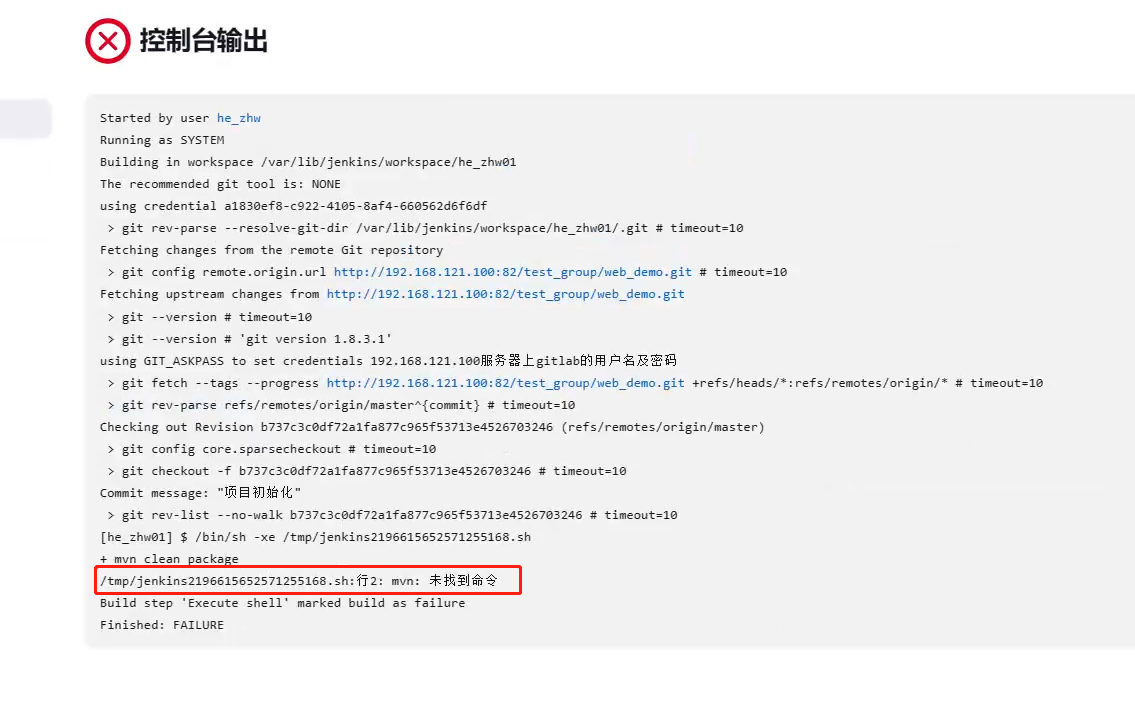 控制台输出
Started by user he_zhw
Running as SYSTEM
Building in workspace /var/lib/jenkins/workspace/he_zhw01
The recommended git tool is: NONE
using credential a1830ef8-c922-4105-8af4-660562d6f6df
 > git rev-parse --resolve-git-dir /var/lib/jenkins/workspace/he_zhw01/.git # timeout=10
Fetching changes from the remote Git repository
 > git config remote.origin.url http://192.168.121.100:82/test_group/web_demo.git # timeout=10
Fetching upstream changes from http://192.168.121.100:82/test_group/web_demo.git
 > git --version # timeout=10
 > git --version # 'git version 1.8.3.1'
using GIT_ASKPASS to set credentials 192.168.121.100服务器上gitlab的用户名及密码
 > git fetch --tags --progress http://192.168.121.100:82/test_group/web_demo.git +refs/heads/*:refs/remotes/origin/* # timeout=10
 > git rev-parse refs/remotes/origin/master^{commit} # timeout=10
Checking out Revision b737c3c0df72a1fa877c965f53713e4526703246 (refs/remotes/origin/master)
 > git config core.sparsecheckout # timeout=10
 > git checkout -f b737c3c0df72a1fa877c965f53713e4526703246 # timeout=10
Commit message: "项目初始化"
 > git rev-list --no-walk b737c3c0df72a1fa877c965f53713e4526703246 # timeout=10
[he_zhw01] $ /bin/sh -xe /tmp/jenkins2196615652571255168.sh
+ mvn clean package
/tmp/jenkins2196615652571255168.sh:行2: mvn: 未找到命令
Build step 'Execute shell' marked build as failure
Finished: FAILURE